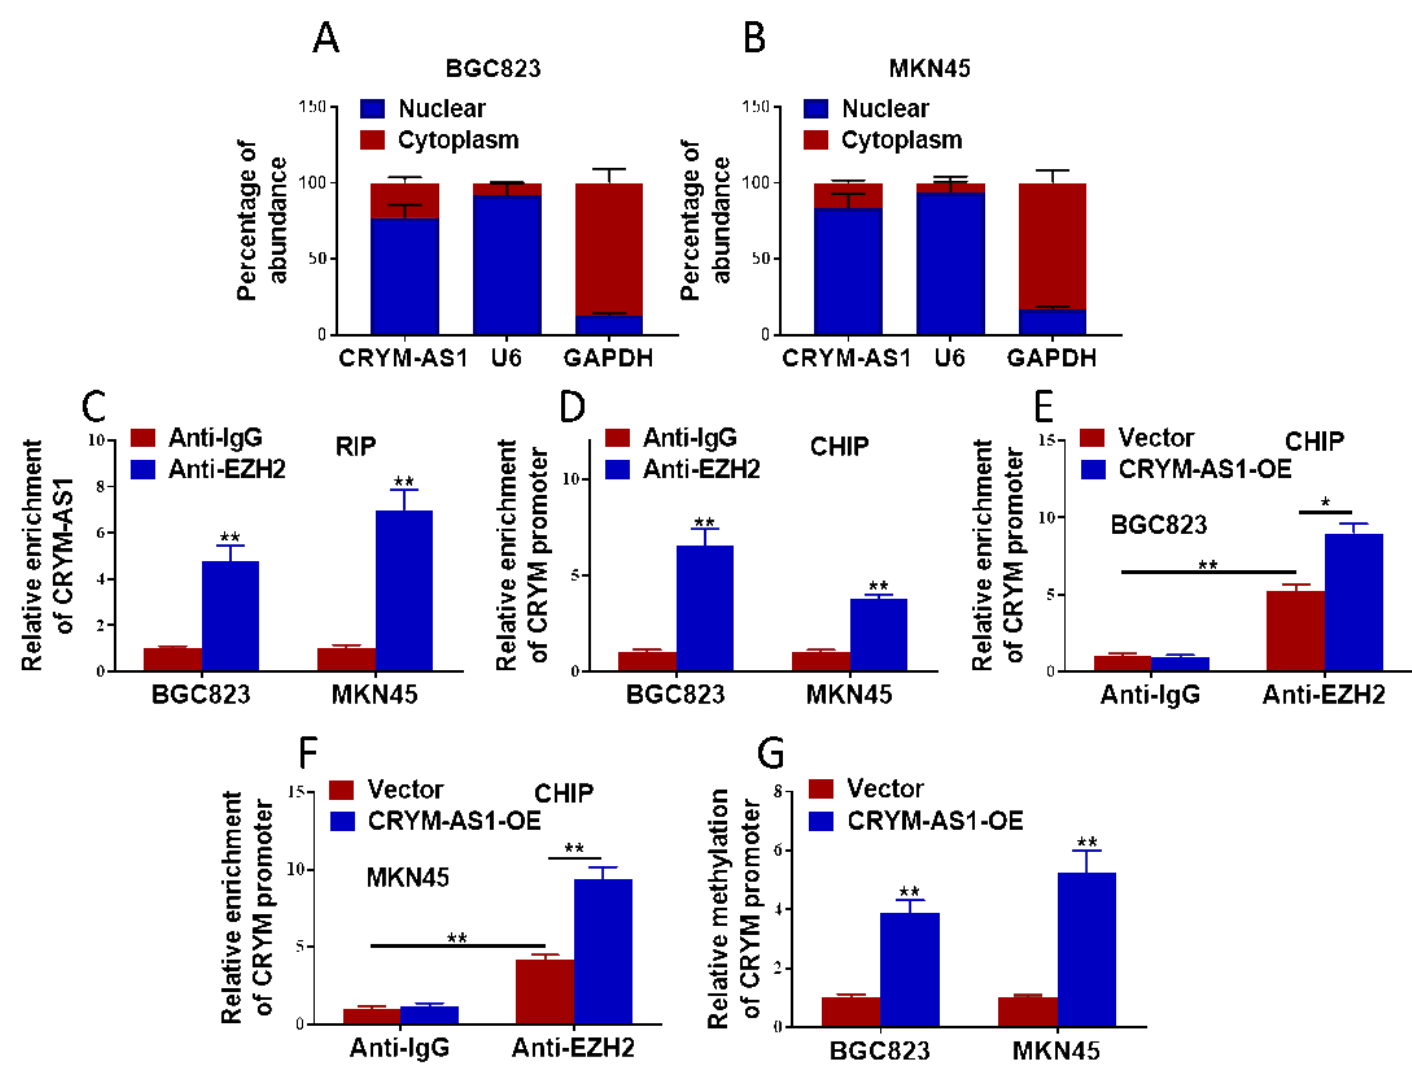 A
BGC823
Nuclear
Cytoplasm
Percentage of
abundance
150
100
50
0
CRYM-AS1 U6 GAPDH
B
MKN45
Nuclear
Cytoplasm
Percentage of
abundance
150
100
50
0
CRYM-AS1 U6 GAPDH
C
Anti-IgG
Anti-EZH2
RIP
Relative enrichment
of CRYM-AS1
10
8
6
4
2
0
**
**
BGC823 MKN45
D
Anti-IgG
Anti-EZH2
CHIP
Relative enrichment
of CRYM promoter
10
5
0
**
**
BGC823 MKN45
E
Vector
CRYM-AS1-OE
CHIP
BGC823
Relative enrichment
of CRYM promoter
15
10
5
0
**
*
Anti-IgG Anti-EZH2
F
Vector
CRYM-AS1-OE
CHIP
MKN45
Relative enrichment
of CRYM promoter
15
10
5
0
**
**
Anti-IgG Anti-EZH2
G
Vector
CRYM-AS1-OE
Relative methylation
of CRYM promoter
8
6
4
2
0
**
**
BGC823 MKN45